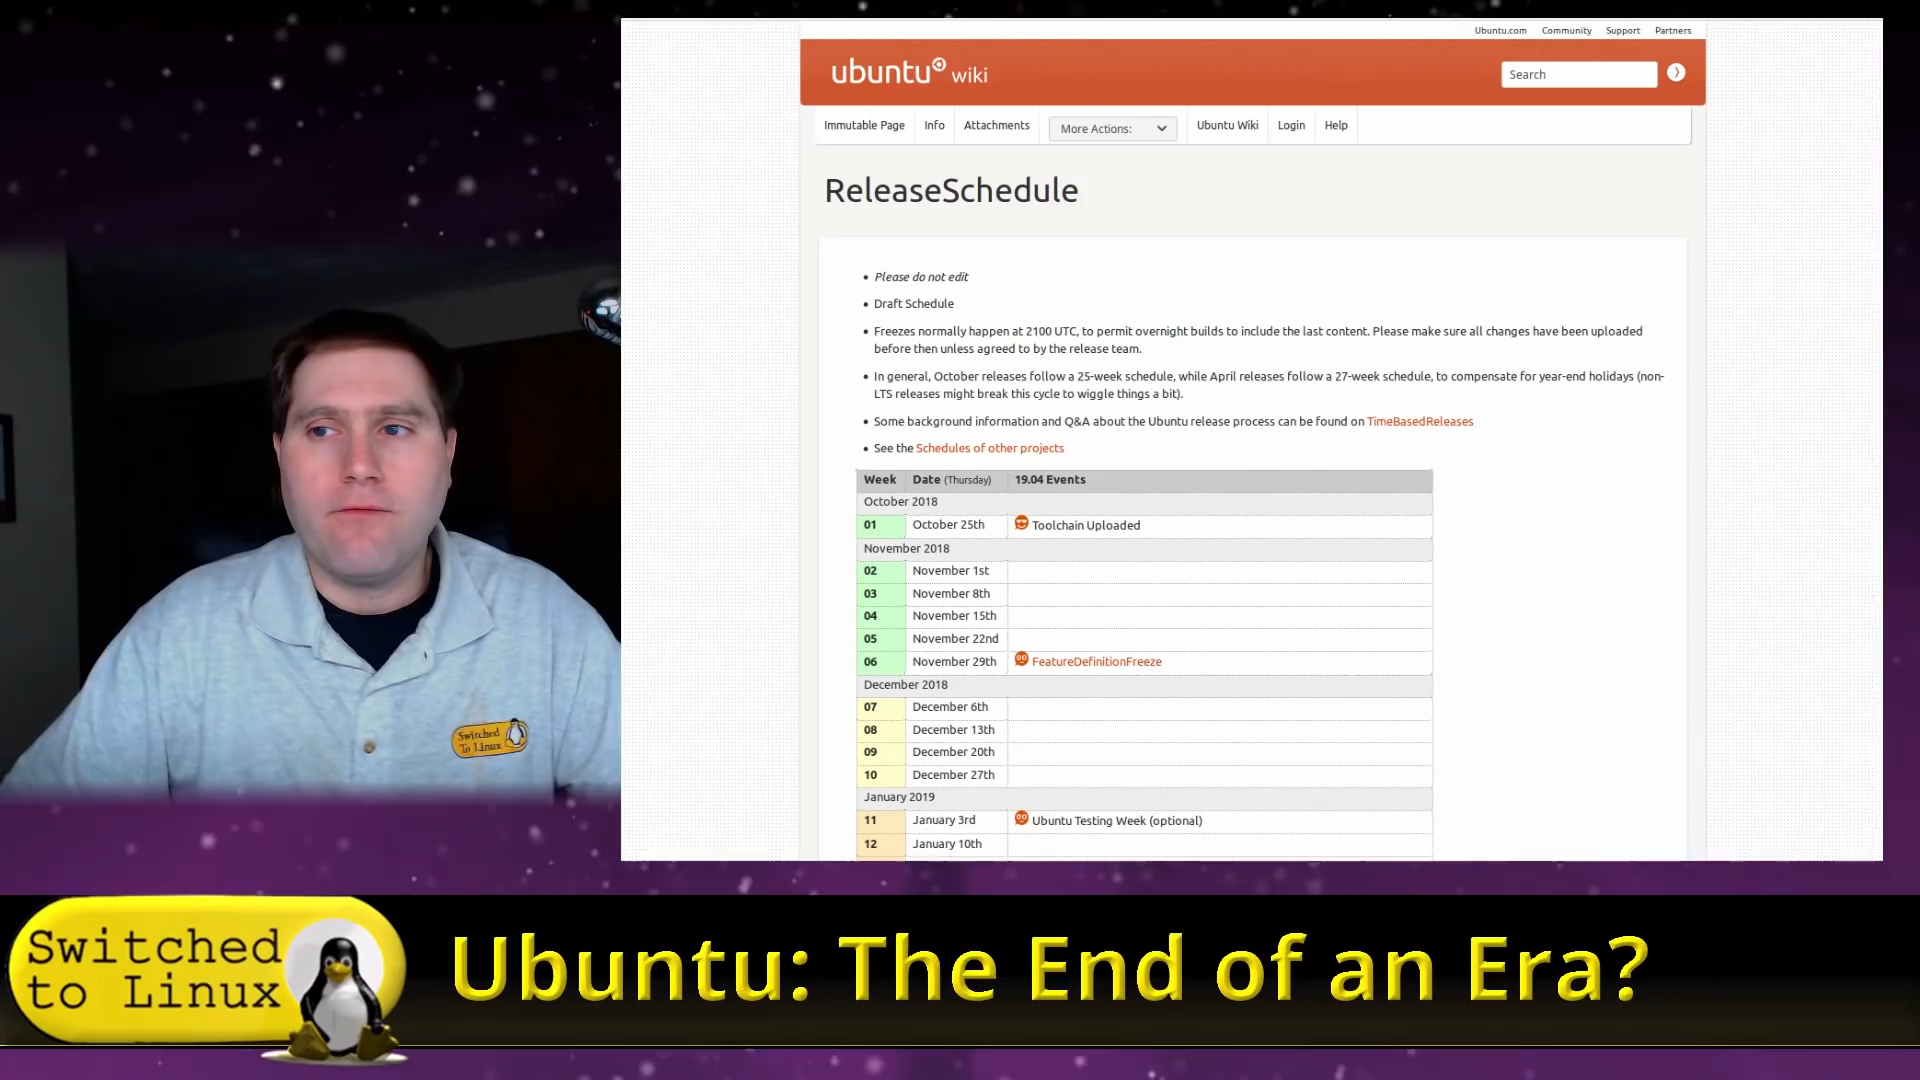 Ubuntu.com Community Support Partners
ubuntu wiki
Search
Immutable Page Info Attachments More Actions: Ubuntu Wiki Login Help
ReleaseSchedule
• Please do not edit
• Draft Schedule
• Freezes normally happen at 2100 UTC, to permit overnight builds to include the last content. Please make sure all changes have been uploaded
before then unless agreed to by the release team.
• In general, October releases follow a 25-week schedule, while April releases follow a 27-week schedule, to compensate for year-end holidays (non-
LTS releases might break this cycle to wiggle things a bit).
• Some background information and Q&A about the Ubuntu release process can be found on TimeBasedReleases
• See the Schedules of other projects
Week Date (Thursday) 19.04 Events
October 2018
01 October 25th Toolchain Uploaded
November 2018
02 November 1st
03 November 8th
04 November 15th
05 November 22nd
06 November 29th FeatureDefinitionFreeze
December 2018
07 December 6th
08 December 13th
09 December 20th
10 December 27th
January 2019
11 January 3rd Ubuntu Testing Week (optional)
12 January 10th
Switched
To Linux
Switched
to Linux
Ubuntu: The End of an Era?